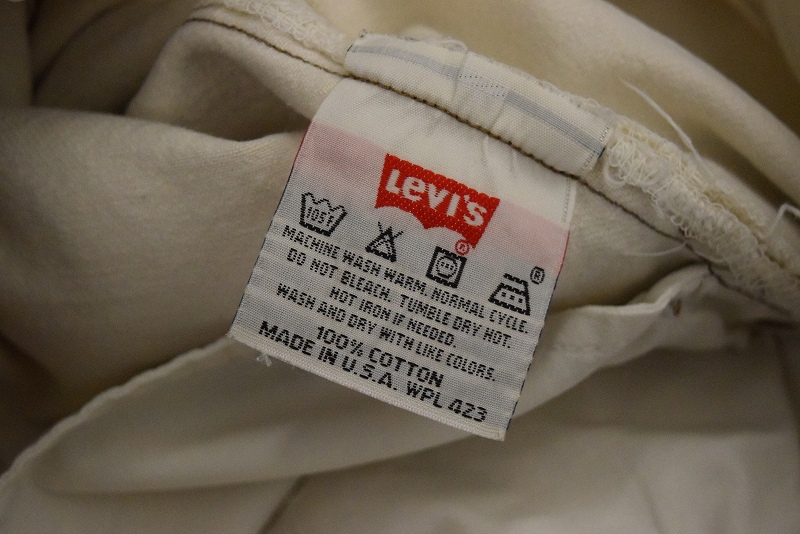 Levi's
®
105F
®
MACHINE WASH WARM. NORMAL CYCLE.
DO NOT BLEACH. TUMBLE DRY HOT.
HOT IRON IF NEEDED.
WASH AND DRY WITH LIKE COLORS.
100% COTTON
MADE IN U.S.A. WPL 423